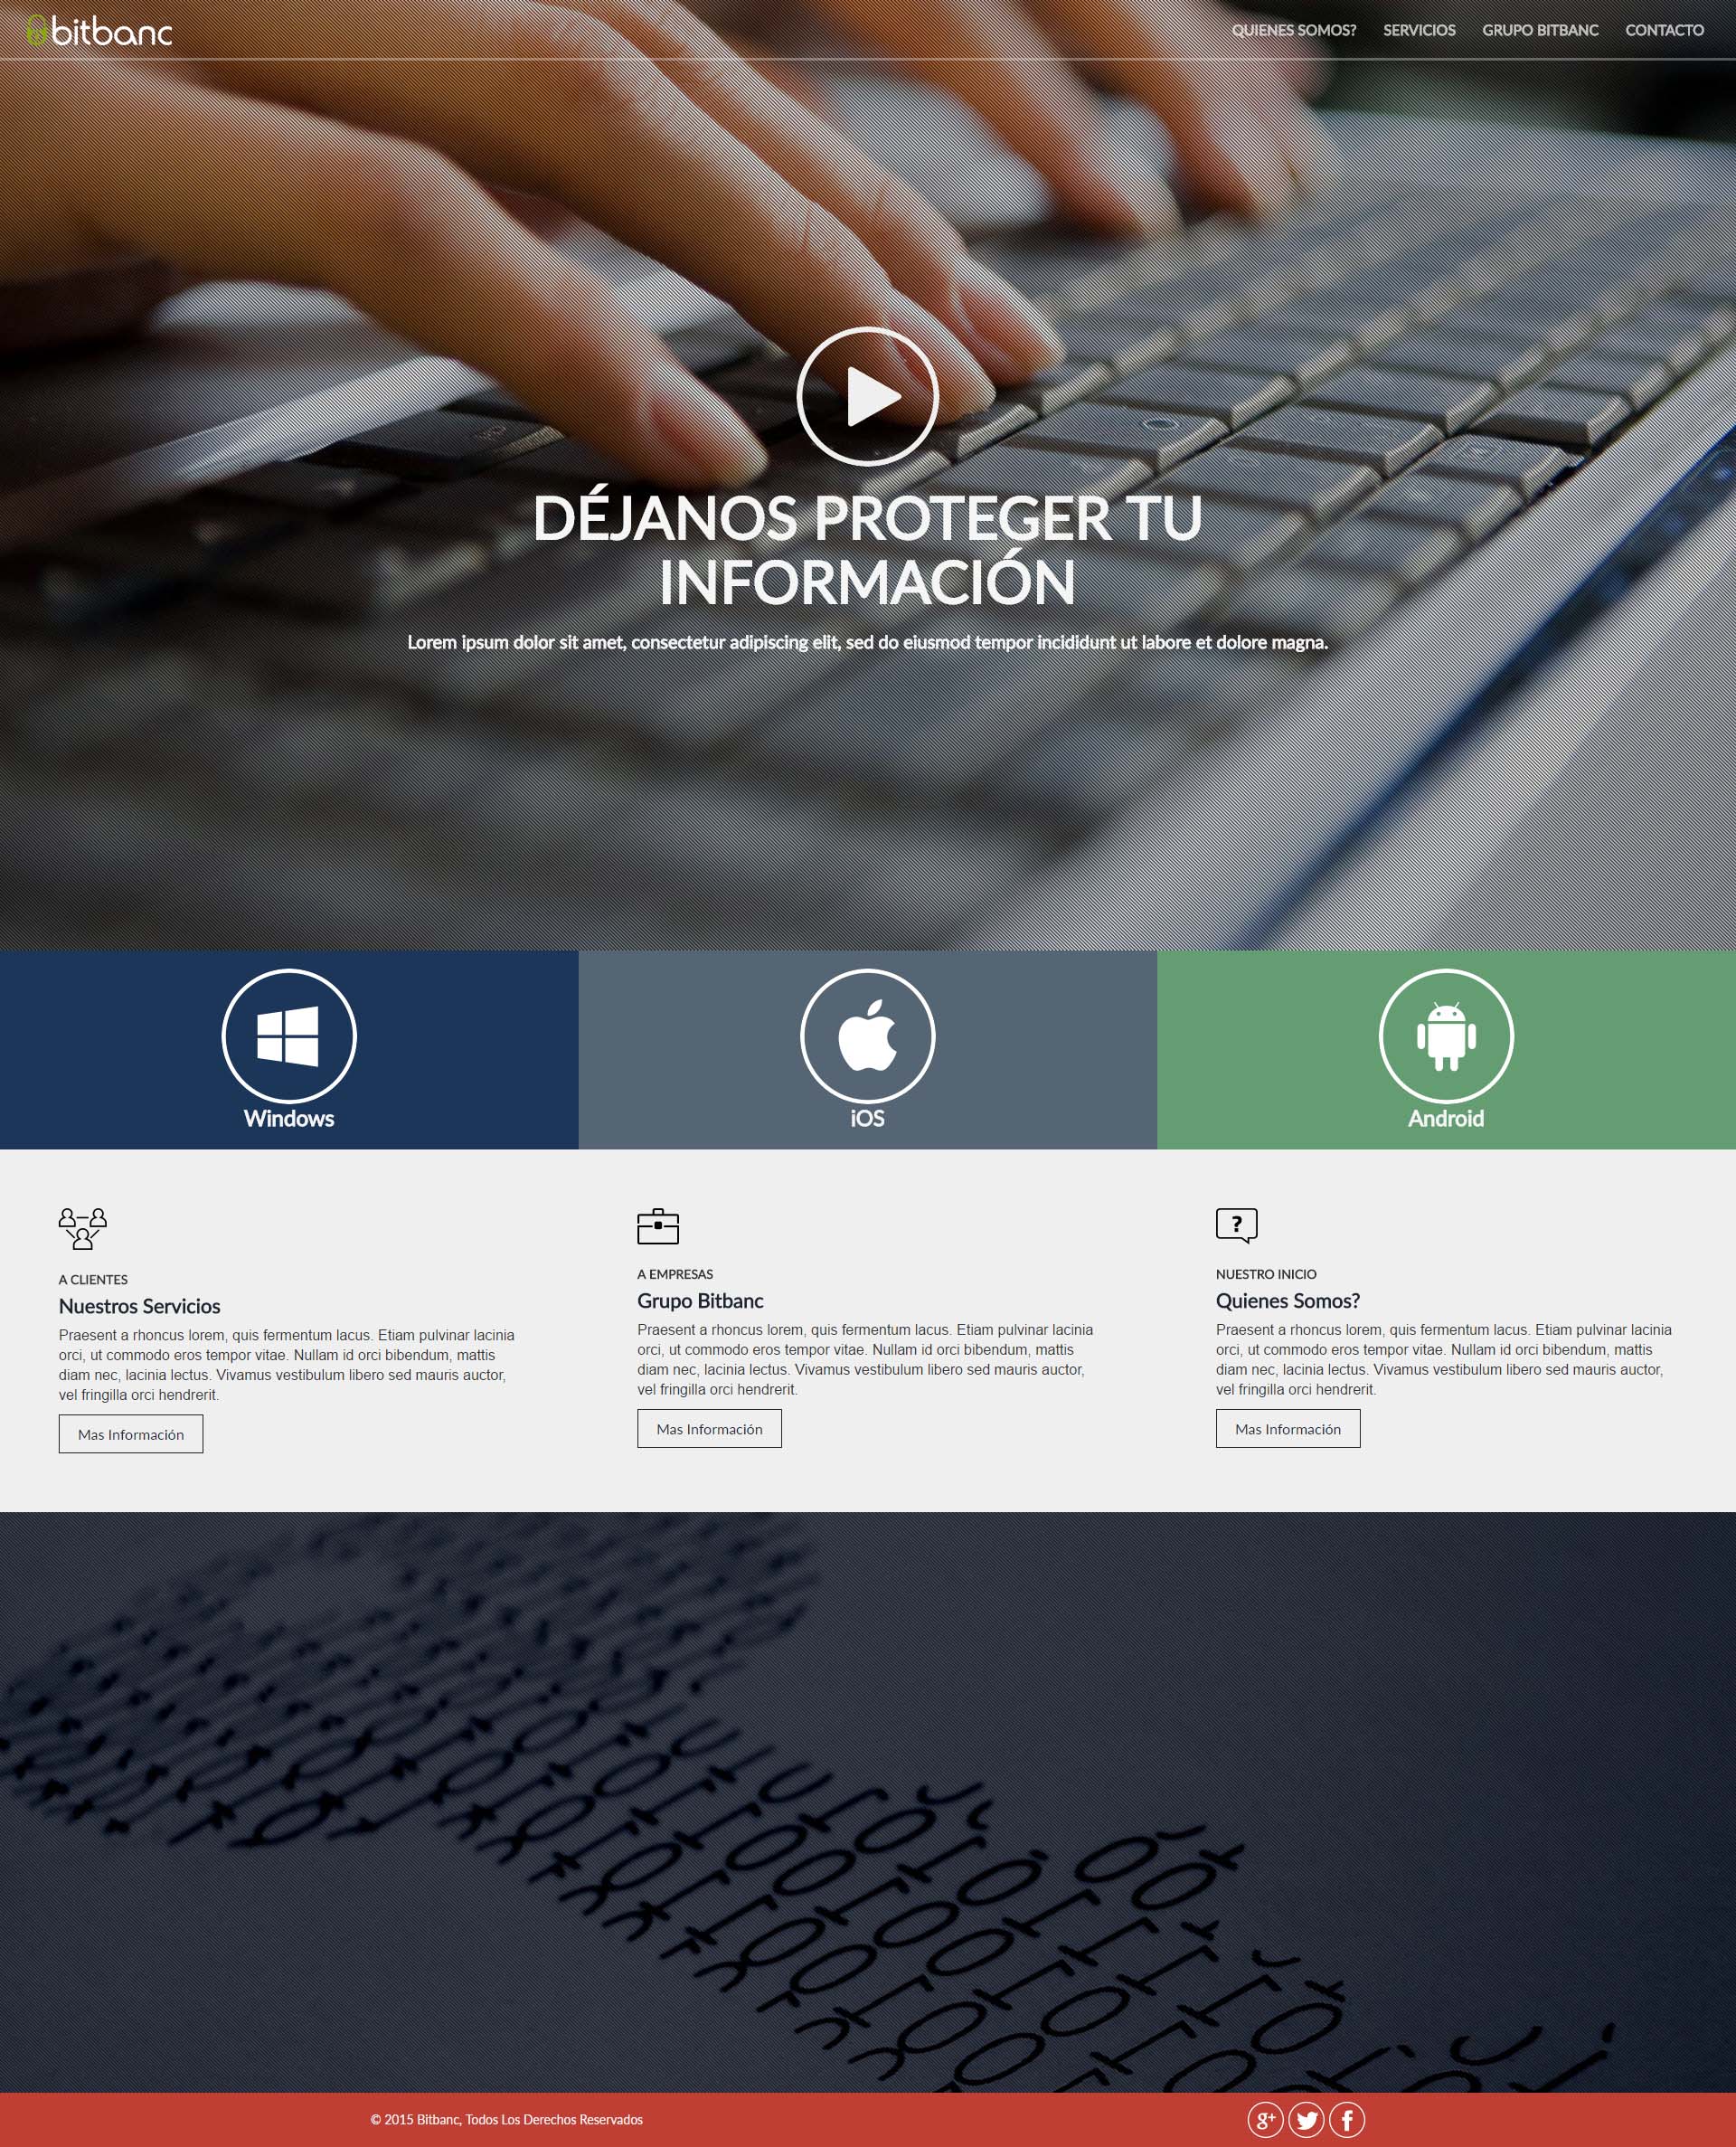 bitbanc
QUIENES SOMOS? SERVICIOS GRUPO BITBANC CONTACTO
DÉJANOS PROTEGER TU
INFORMACIÓN
Lorem ipsum dolor sit amet, consectetur adipiscing elit, sed do eiusmod tempor incididunt ut labore et dolore magna.
Windows
iOS
Android
A CLIENTES
Nuestros Servicios
Praesent a rhoncus lorem, quis fermentum lacus. Etiam pulvinar lacinia
orci, ut commodo eros tempor vitae. Nullam id orci bibendum, mattis
diam nec, lacinia lectus. Vivamus vestibulum libero sed mauris auctor,
vel fringilla orci hendrerit.
Mas Información
A EMPRESAS
Grupo Bitbanc
Praesent a rhoncus lorem, quis fermentum lacus. Etiam pulvinar lacinia
orci, ut commodo eros tempor vitae. Nullam id orci bibendum, mattis
diam nec, lacinia lectus. Vivamus vestibulum libero sed mauris auctor,
vel fringilla orci hendrerit.
Mas Información
?
NUESTRO INICIO
Quienes Somos?
Praesent a rhoncus lorem, quis fermentum lacus. Etiam pulvinar lacinia
orci, ut commodo eros tempor vitae. Nullam id orci bibendum, mattis
diam nec, lacinia lectus. Vivamus vestibulum libero sed mauris auctor,
vel fringilla orci hendrerit.
Mas Información
© 2015 Bitbanc, Todos Los Derechos Reservados
g+ f